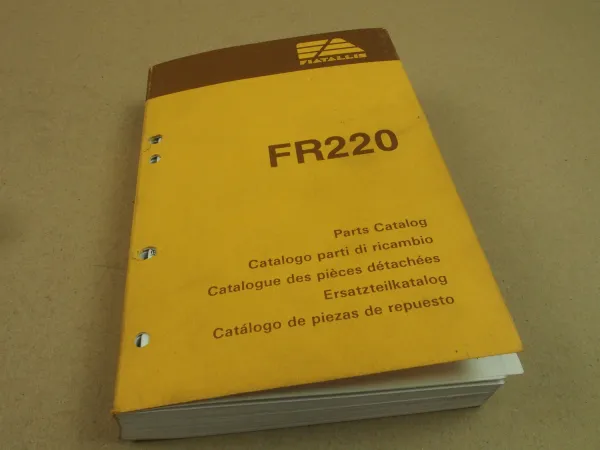 FIATALLIS
FR220
Parts Catalog
Catalogo parti di ricambio
Catalogue des pièces détachées
Ersatzteilkatalog
Catálogo de piezas de repuesto